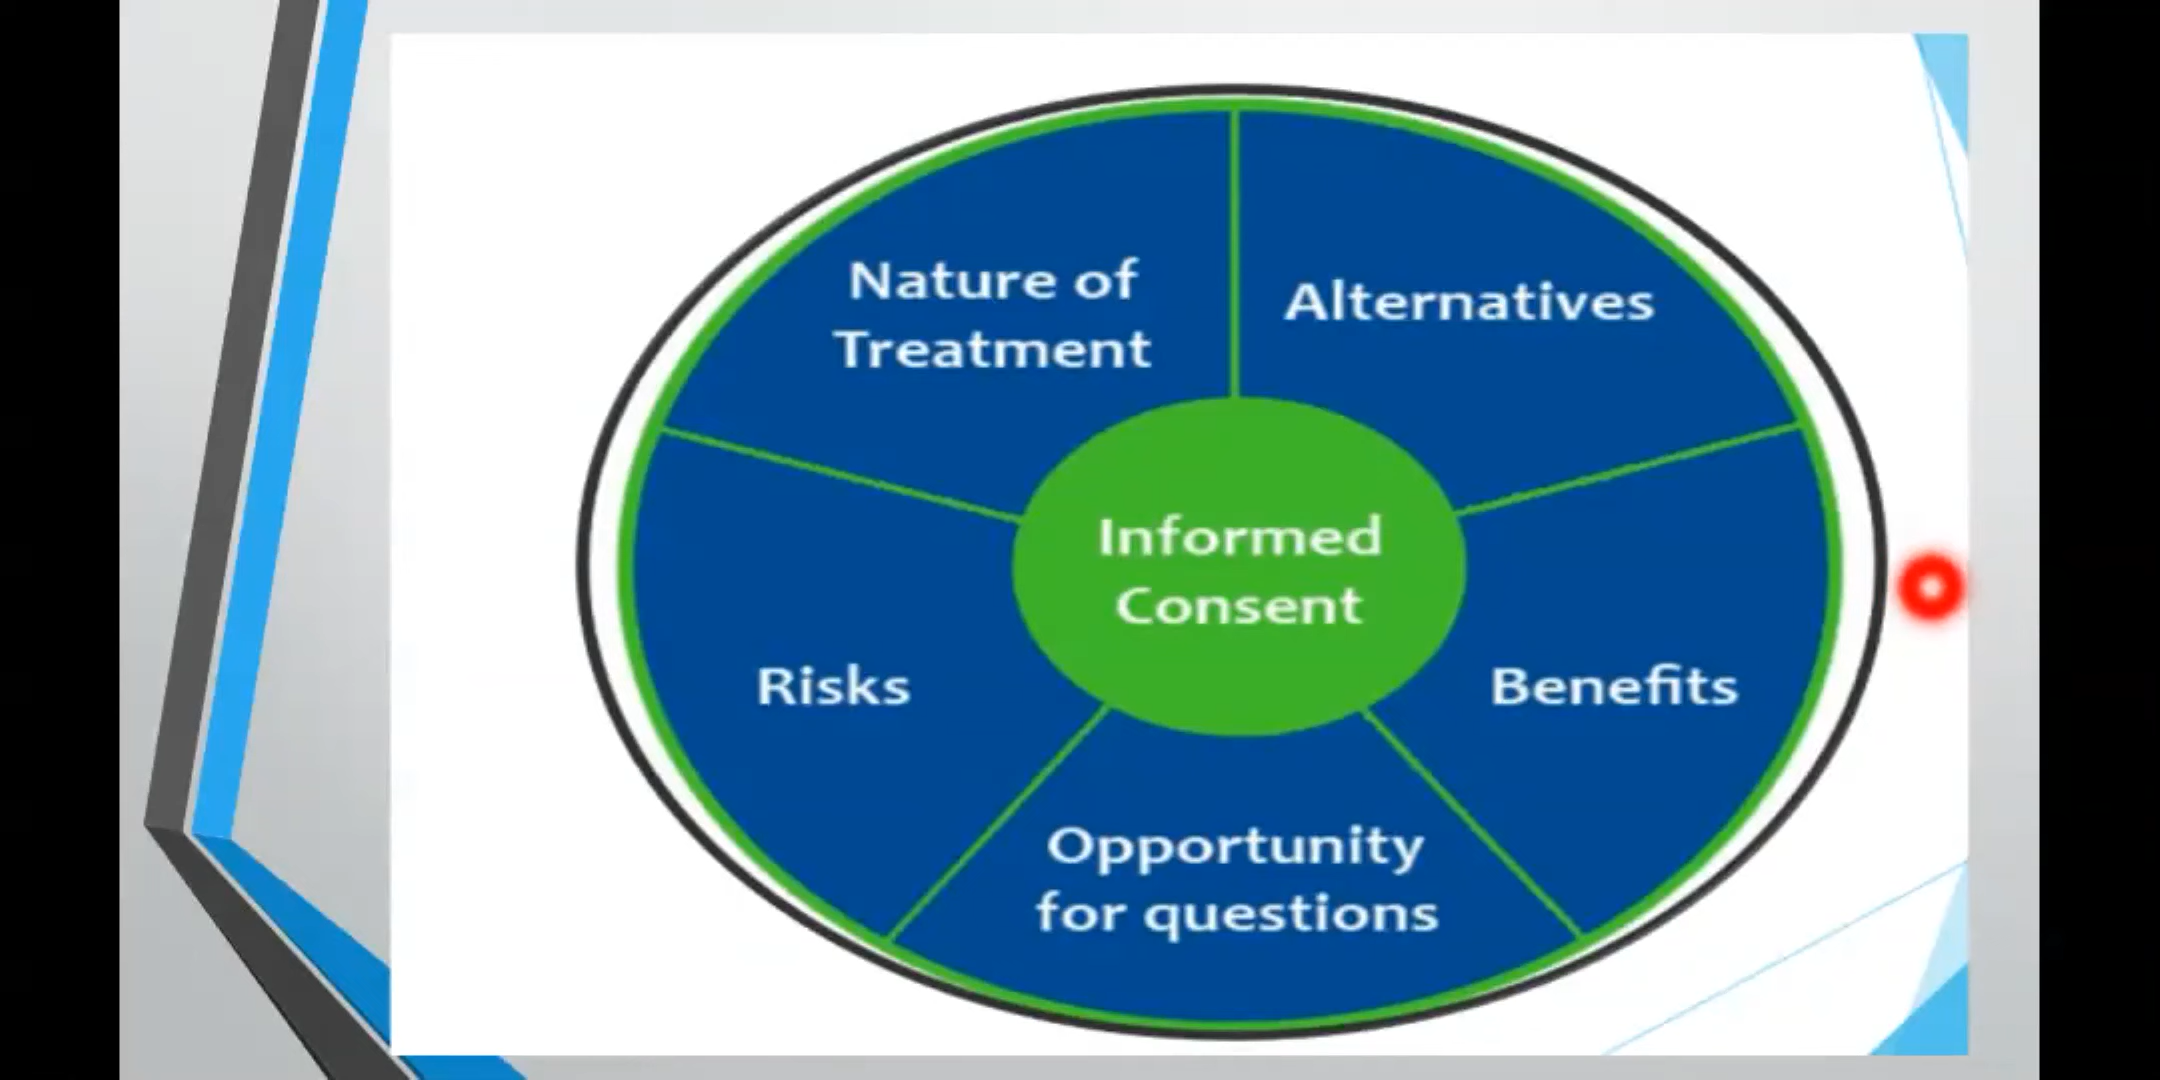 Nature of
Treatment
Alternatives
Informed
Consent
Risks
Benefits
Opportunity
for questions